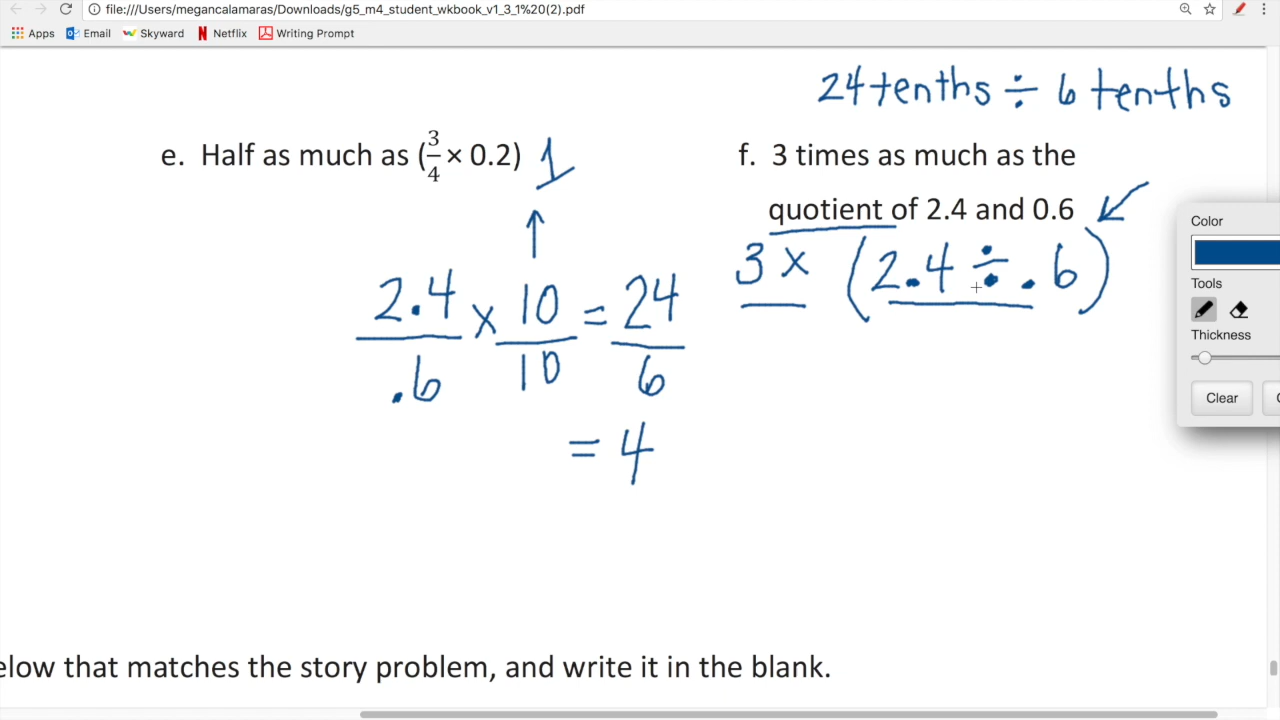 file:///Users/megancalamaras/Downloads/g5_m4_student_wkbook_v1_3_1%20(2).pdf
Apps Email Skyward Netflix Writing Prompt
24 tenths ÷ 6 tenths
e. Half as much as (3/4 × 0.2) 1
↑
2.4/.6 x 10/10 = 24/6
= 4
f. 3 times as much as the
quotient of 2.4 and 0.6
3 x (2.4 ÷ .6)
Color
Tools
Thickness
Clear
elow that matches the story problem, and write it in the blank.